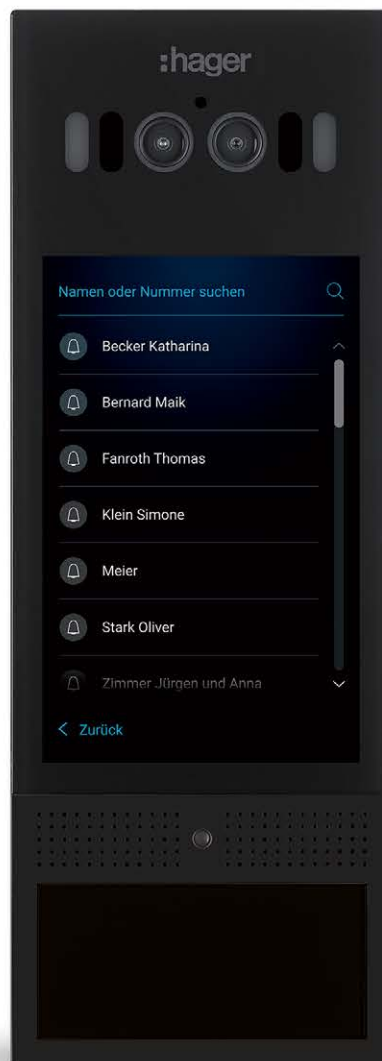 :hager
Namen oder Nummer suchen
Becker Katharina
Bernard Maik
Fanroth Thomas
Klein Simone
Meier
Stark Oliver
Zimmer Jürgen und Anna
Zurück